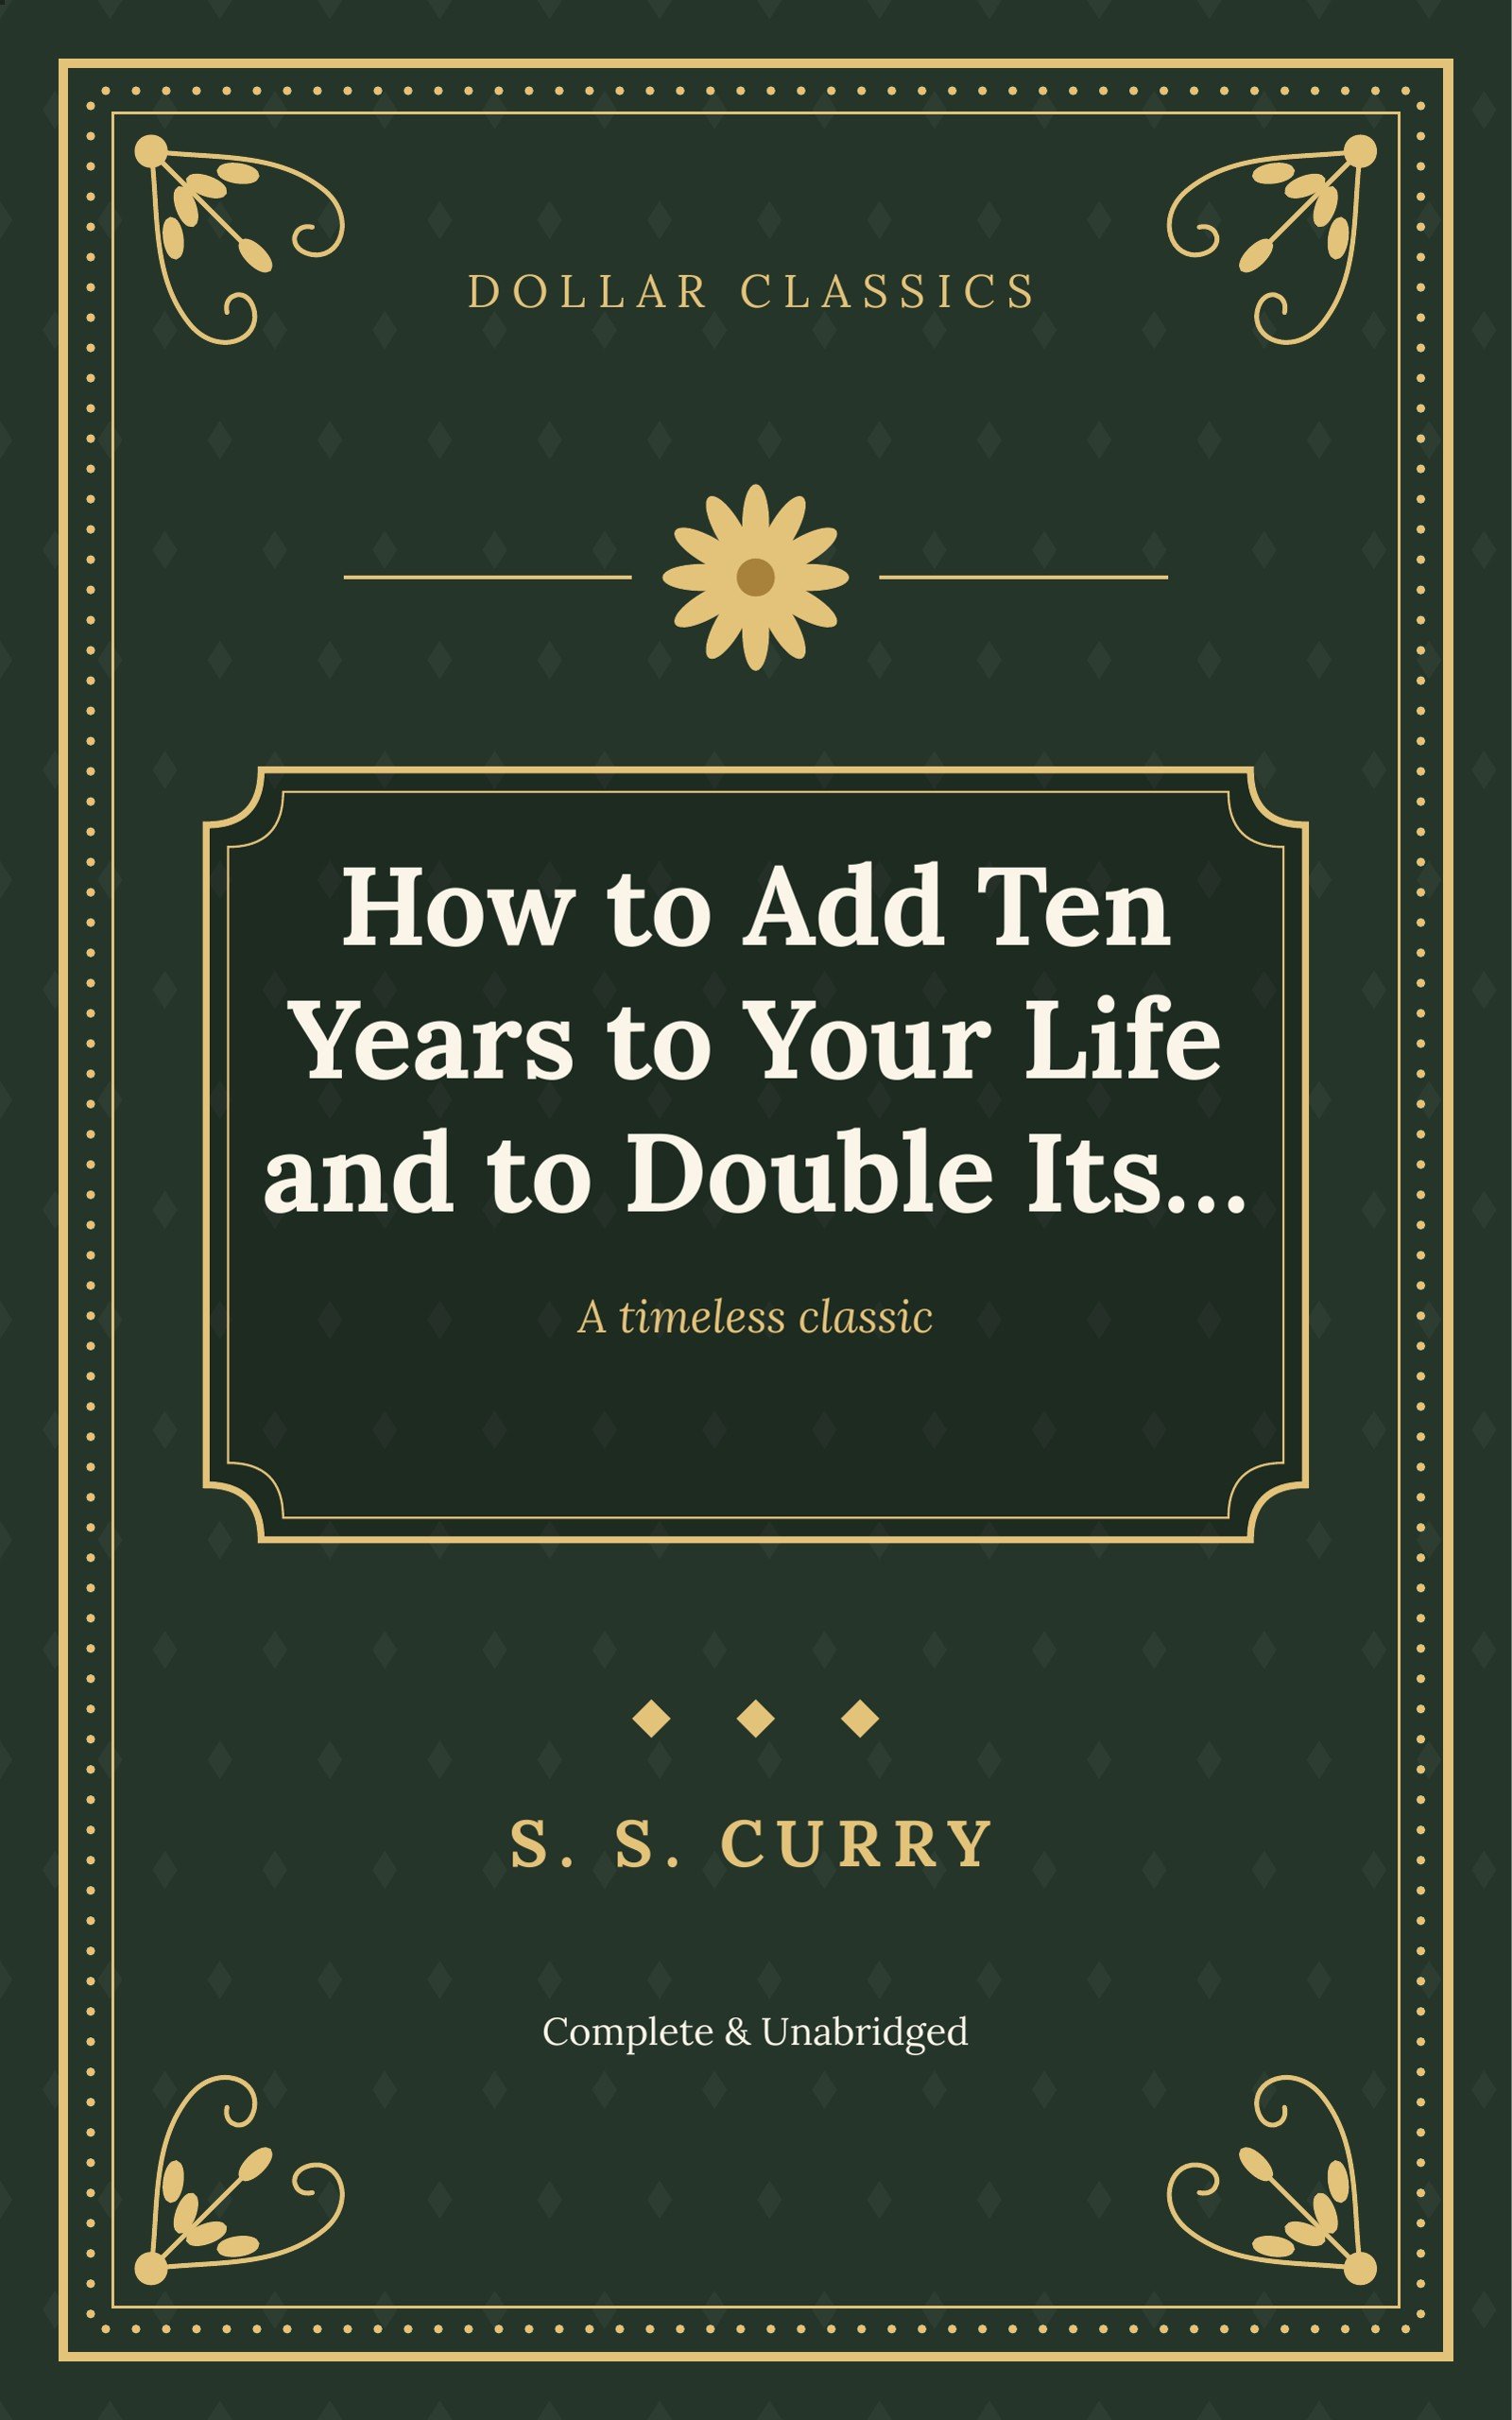 DOLLAR CLASSICS
How to Add Ten
Years to Your Life
and to Double Its...
A timeless classic
S. S. CURRY
Complete & Unabridged